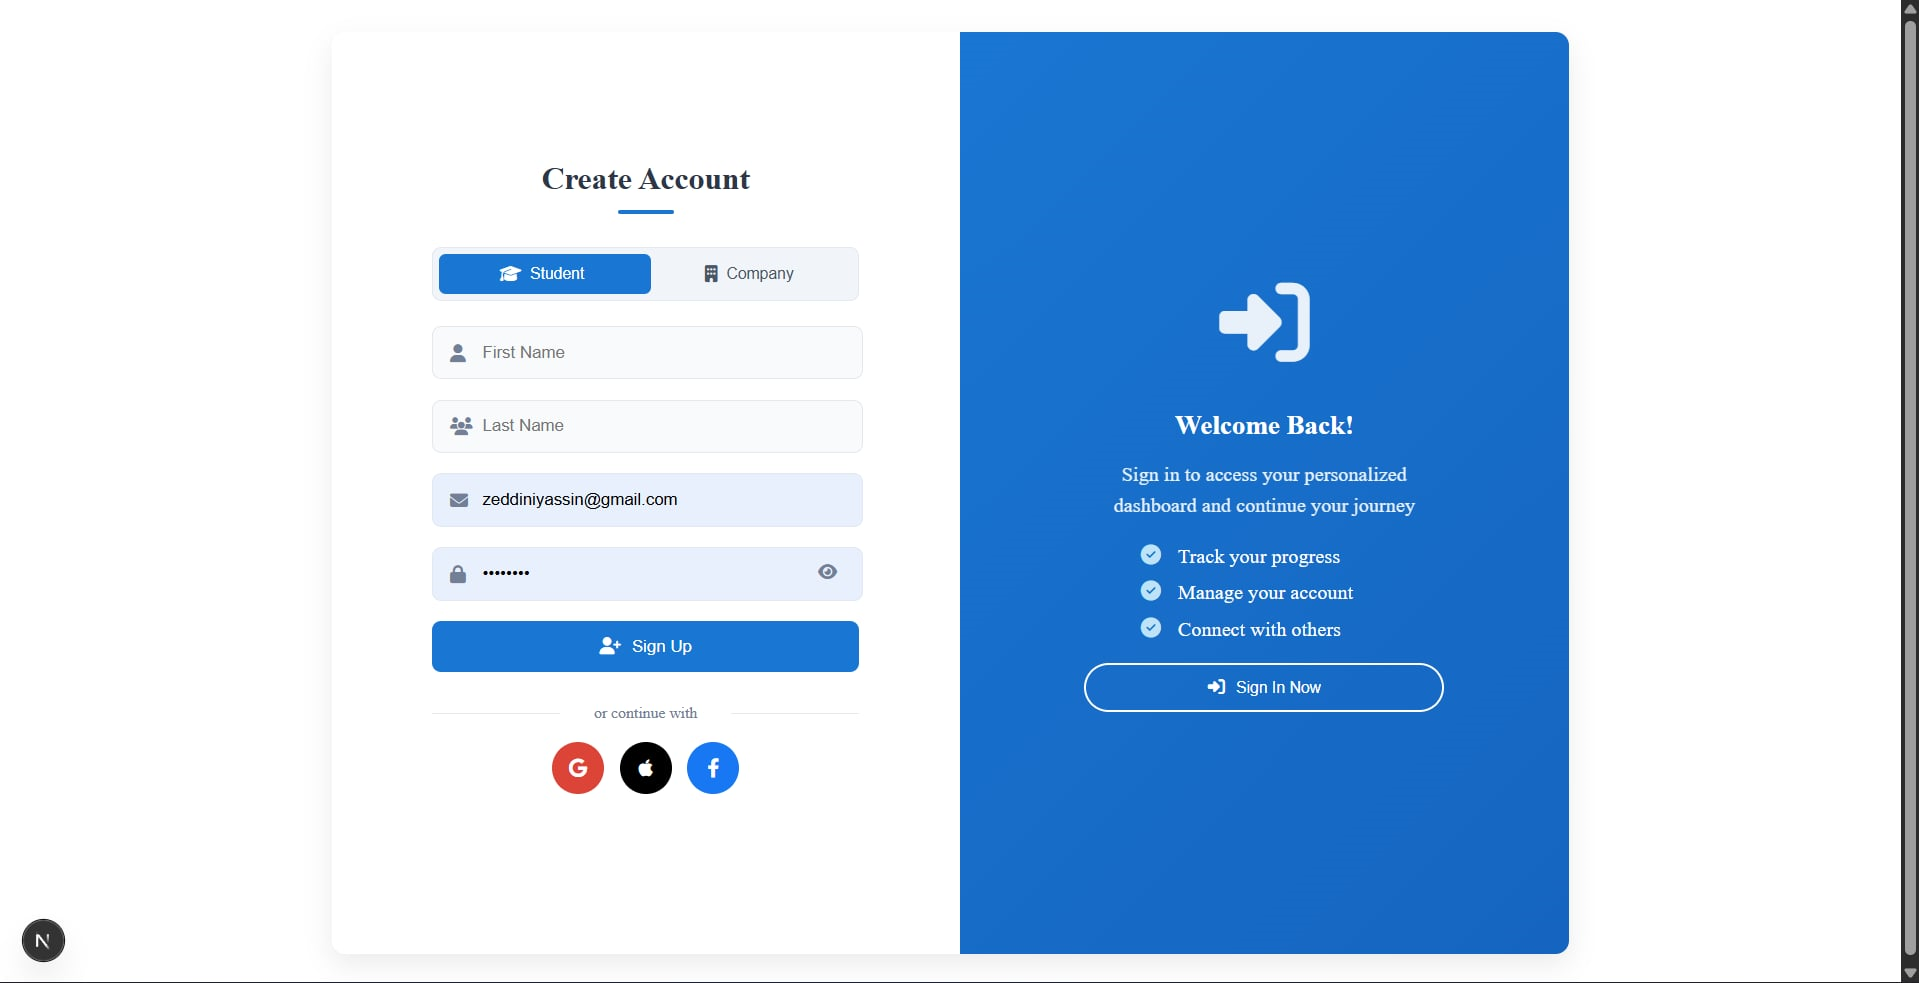 Create Account
Student
Company
First Name
Last Name
zeddiniyassin@gmail.com
••••••••
Sign Up
or continue with
G
f
Welcome Back!
Sign in to access your personalized
dashboard and continue your journey
Track your progress
Manage your account
Connect with others
Sign In Now
N